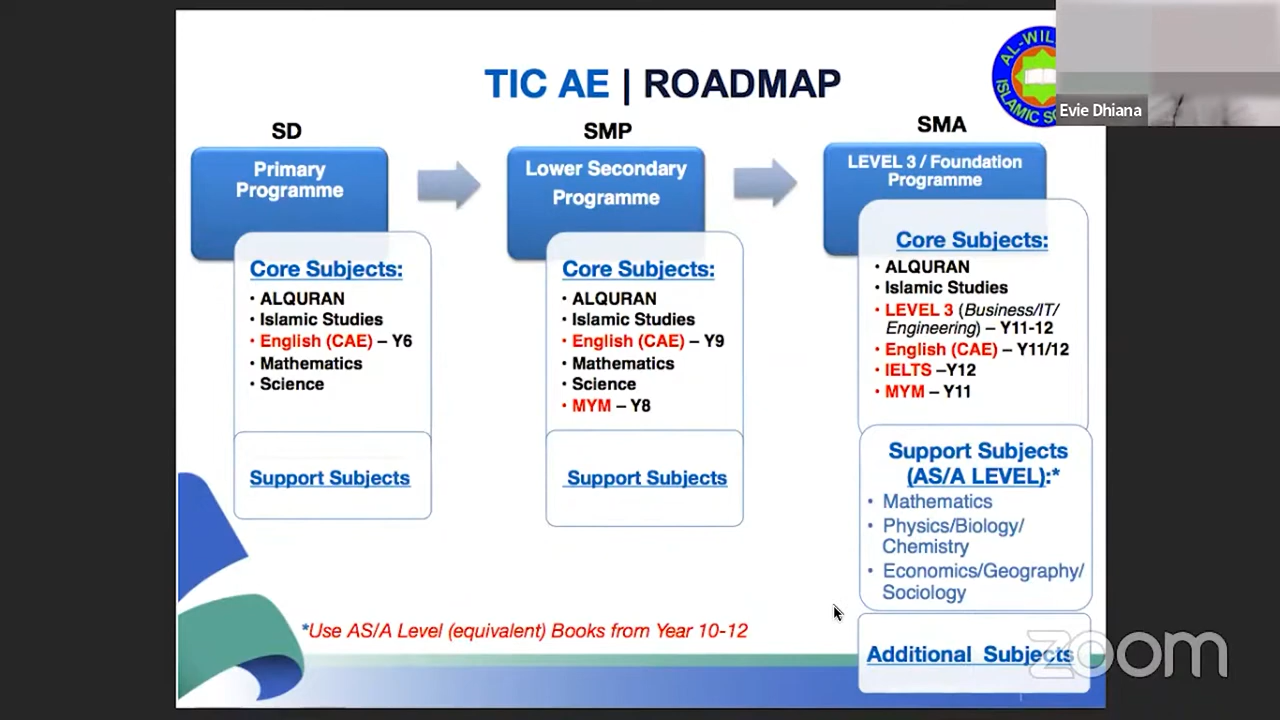 TIC AE | ROADMAP
AL-WIL
ISLAMIC SC
Evie Dhiana
SD
Primary
Programme
Core Subjects:
• ALQURAN
• Islamic Studies
• English (CAE) – Y6
• Mathematics
• Science
Support Subjects
SMP
Lower Secondary
Programme
Core Subjects:
• ALQURAN
• Islamic Studies
• English (CAE) – Y9
• Mathematics
• Science
• MYM – Y8
Support Subjects
SMA
LEVEL 3 / Foundation
Programme
Core Subjects:
• ALQURAN
• Islamic Studies
• LEVEL 3 (Business/IT/
Engineering) – Y11-12
• English (CAE) – Y11/12
• IELTS –Y12
• MYM – Y11
Support Subjects
(AS/A LEVEL):*
• Mathematics
• Physics/Biology/
Chemistry
• Economics/Geography/
Sociology
Additional Subjects
*Use AS/A Level (equivalent) Books from Year 10-12
zoom